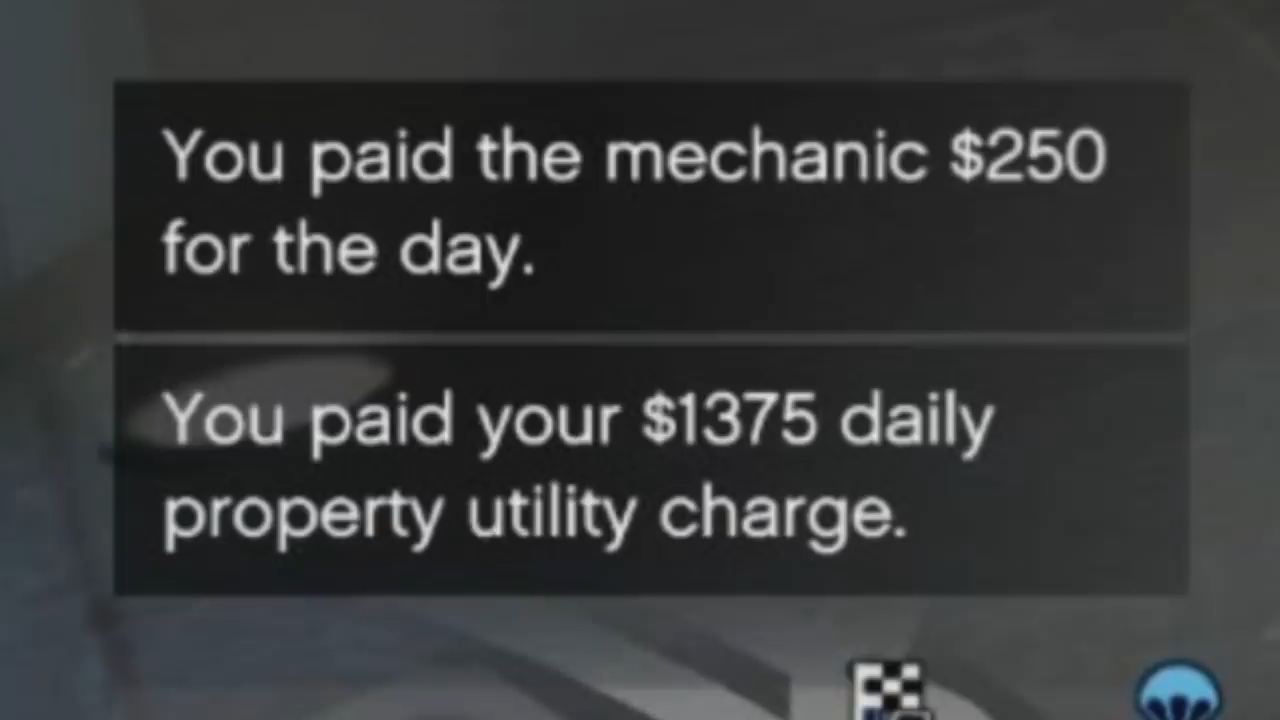 You paid the mechanic $250
for the day.
You paid your $1375 daily
property utility charge.